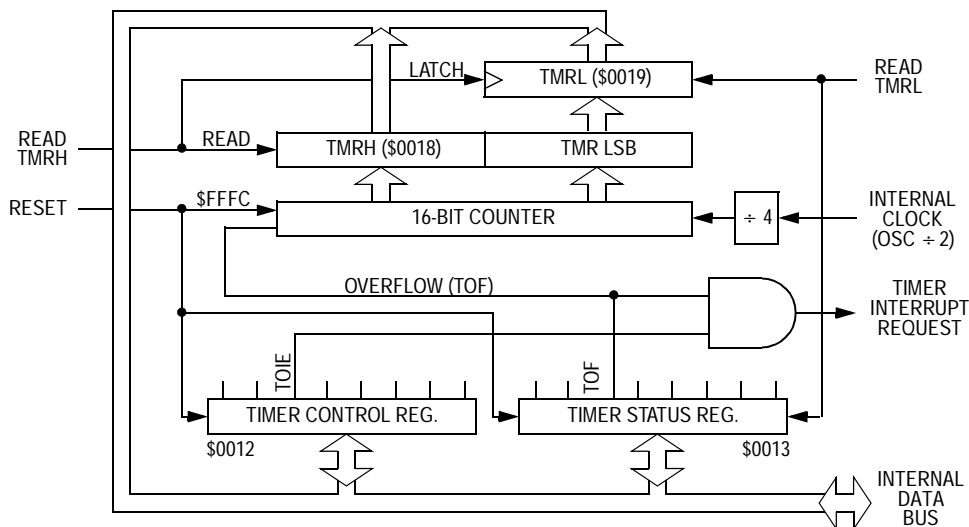 LATCH
TMRL ($0019)
READ
TMRL
READ
TMRH
READ
TMRH ($0018)
TMR LSB
RESET
$FFFC
16-BIT COUNTER
÷ 4
INTERNAL
CLOCK
(OSC ÷ 2)
OVERFLOW (TOF)
TIMER
INTERRUPT
REQUEST
TOIE
TOF
TIMER CONTROL REG.
TIMER STATUS REG.
$0012
$0013
INTERNAL
DATA
BUS